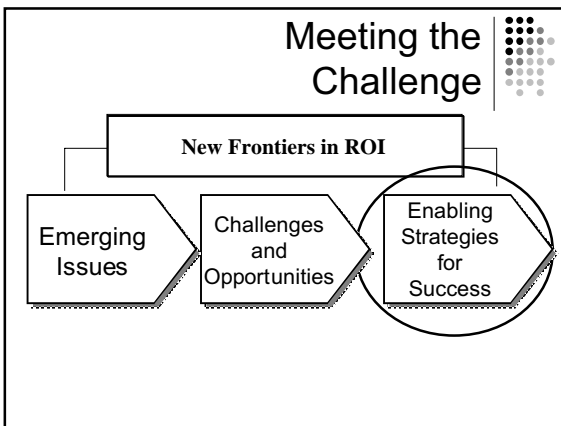 Meeting the
Challenge
New Frontiers in ROI
Emerging
Issues
Challenges
and
Opportunities
Enabling
Strategies
for
Success